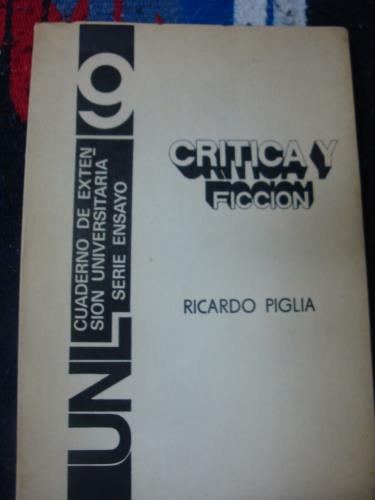 UNL 9
CUADERNO DE EXTEN
SION UNIVERSITARIA
SERIE ENSAYO
CRITICA Y
FICCION
RICARDO PIGLIA